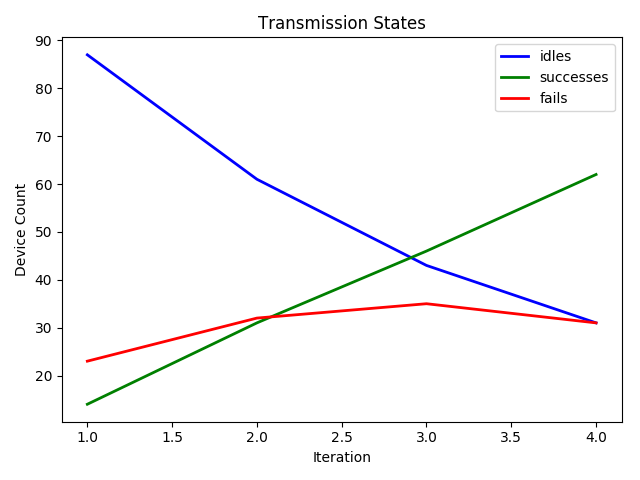 Transmission States
90
80
70
60
50
40
30
20
Device Count
idles
successes
fails
1.0 1.5 2.0 2.5 3.0 3.5 4.0
Iteration